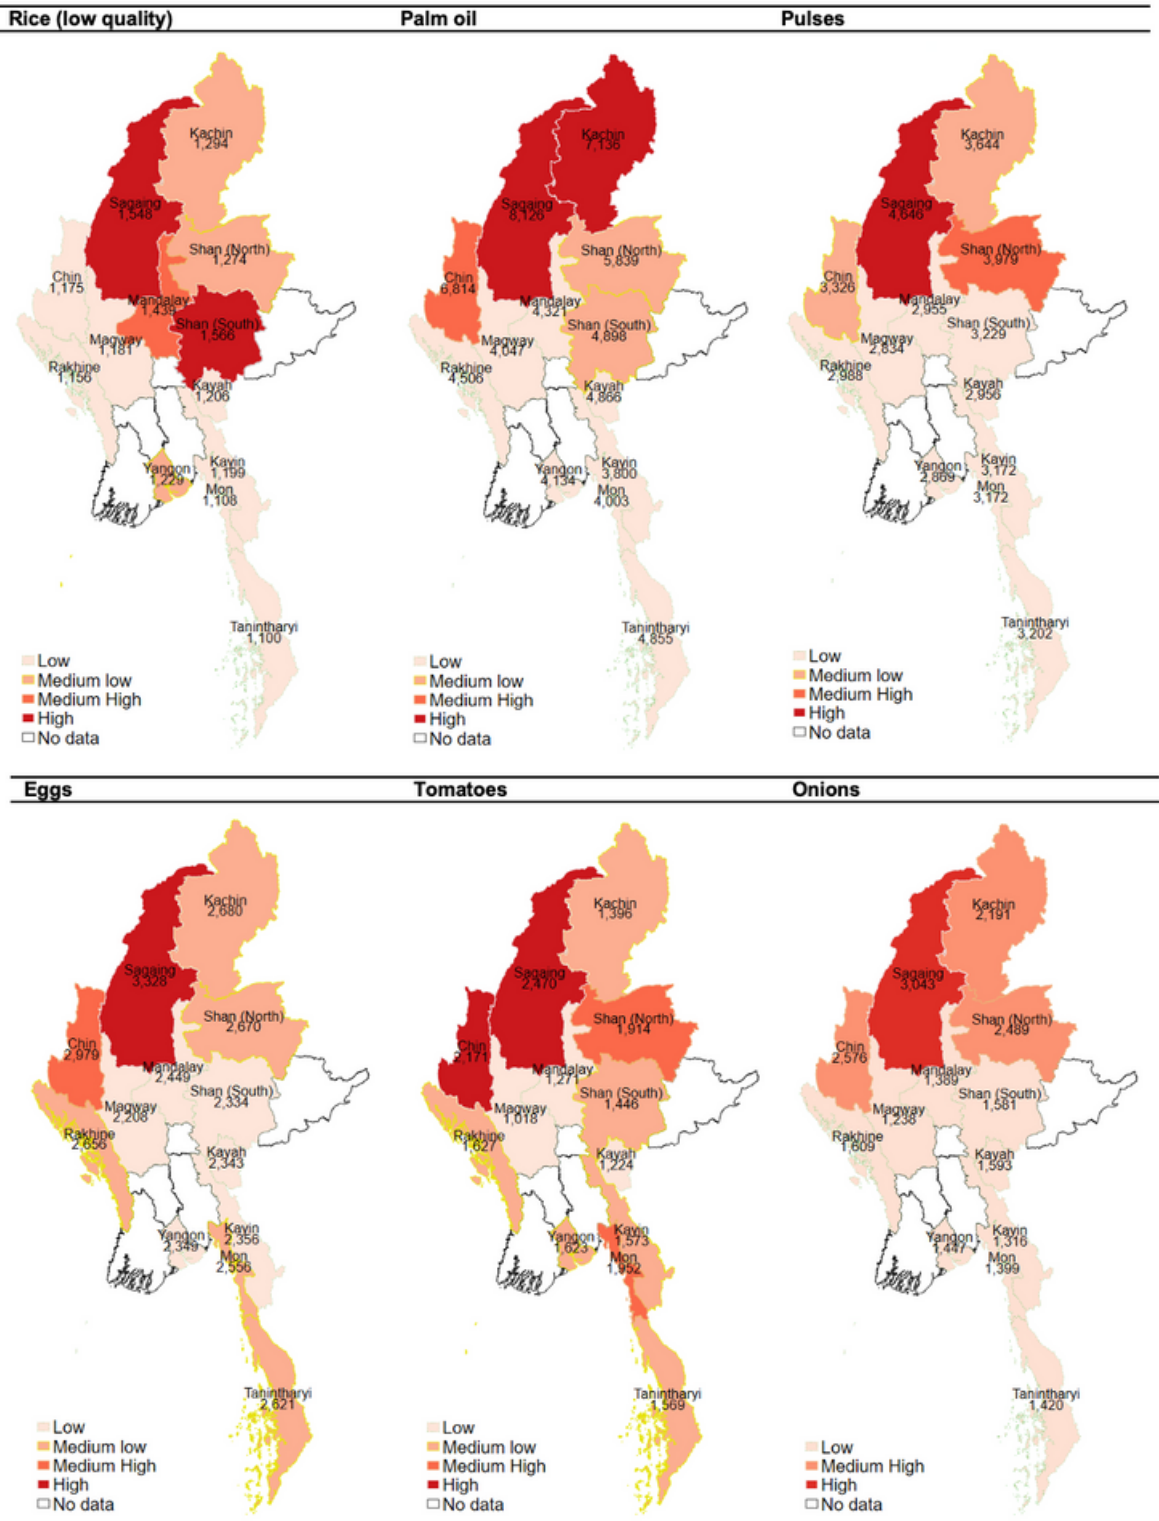 Rice (low quality)
Palm oil
Pulses
Kachin
1,294
Sagaing
1,548
Shan (North)
1,274
Chin
1,175
Mandalay
1,439
Shan (South)
1,566
Magway
1,181
Rakhine
1,156
Kayah
1,206
Yangon
1,229
Kayin
1,199
Mon
1,108
Tanintharyi
1,100
Low
Medium low
Medium High
High
No data
Kachin
7,136
Sagaing
8,126
Shan (North)
5,839
Chin
6,814
Mandalay
4,321
Shan (South)
4,898
Magway
4,047
Rakhine
4,506
Kayah
4,866
Yangon
4,134
Kayin
3,800
Mon
4,003
Tanintharyi
4,855
Low
Medium low
Medium High
High
No data
Kachin
3,644
Sagaing
4,646
Shan (North)
3,979
Chin
3,326
Mandalay
2,955
Shan (South)
3,229
Magway
2,834
Rakhine
2,988
Kayah
2,956
Yangon
2,869
Kayin
3,172
Mon
3,172
Tanintharyi
3,202
Low
Medium low
Medium High
High
No data
Eggs
Tomatoes
Onions
Kachin
2,680
Sagaing
3,328
Shan (North)
2,670
Chin
2,979
Mandalay
2,449
Shan (South)
2,334
Magway
2,208
Rakhine
2,656
Kayah
2,343
Yangon
2,349
Kayin
2,356
Mon
2,556
Tanintharyi
2,621
Low
Medium low
Medium High
High
No data
Kachin
1,396
Sagaing
2,470
Shan (North)
1,914
Chin
2,171
Mandalay
1,271
Shan (South)
1,446
Magway
1,018
Rakhine
1,627
Kayah
1,224
Yangon
1,623
Kayin
1,573
Mon
1,952
Tanintharyi
1,569
Low
Medium low
Medium High
High
No data
Kachin
2,191
Sagaing
3,043
Shan (North)
2,489
Chin
2,576
Mandalay
1,389
Shan (South)
1,581
Magway
1,238
Rakhine
1,609
Kayah
1,593
Yangon
1,447
Kayin
1,316
Mon
1,399
Tanintharyi
1,420
Low
Medium High
High
No data